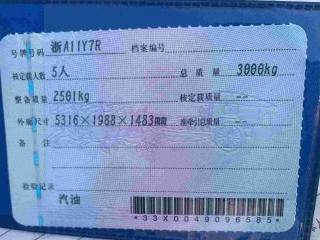 号牌号码 浙A11Y7R 档案编号
核定载人数 5人 总质量 3000kg
整备质量 2501kg 核定载质量 --
外廓尺寸 5316×1988×1483mm 准牵引总质量 --
备注
检验记录
汽油
*33X0049096585*